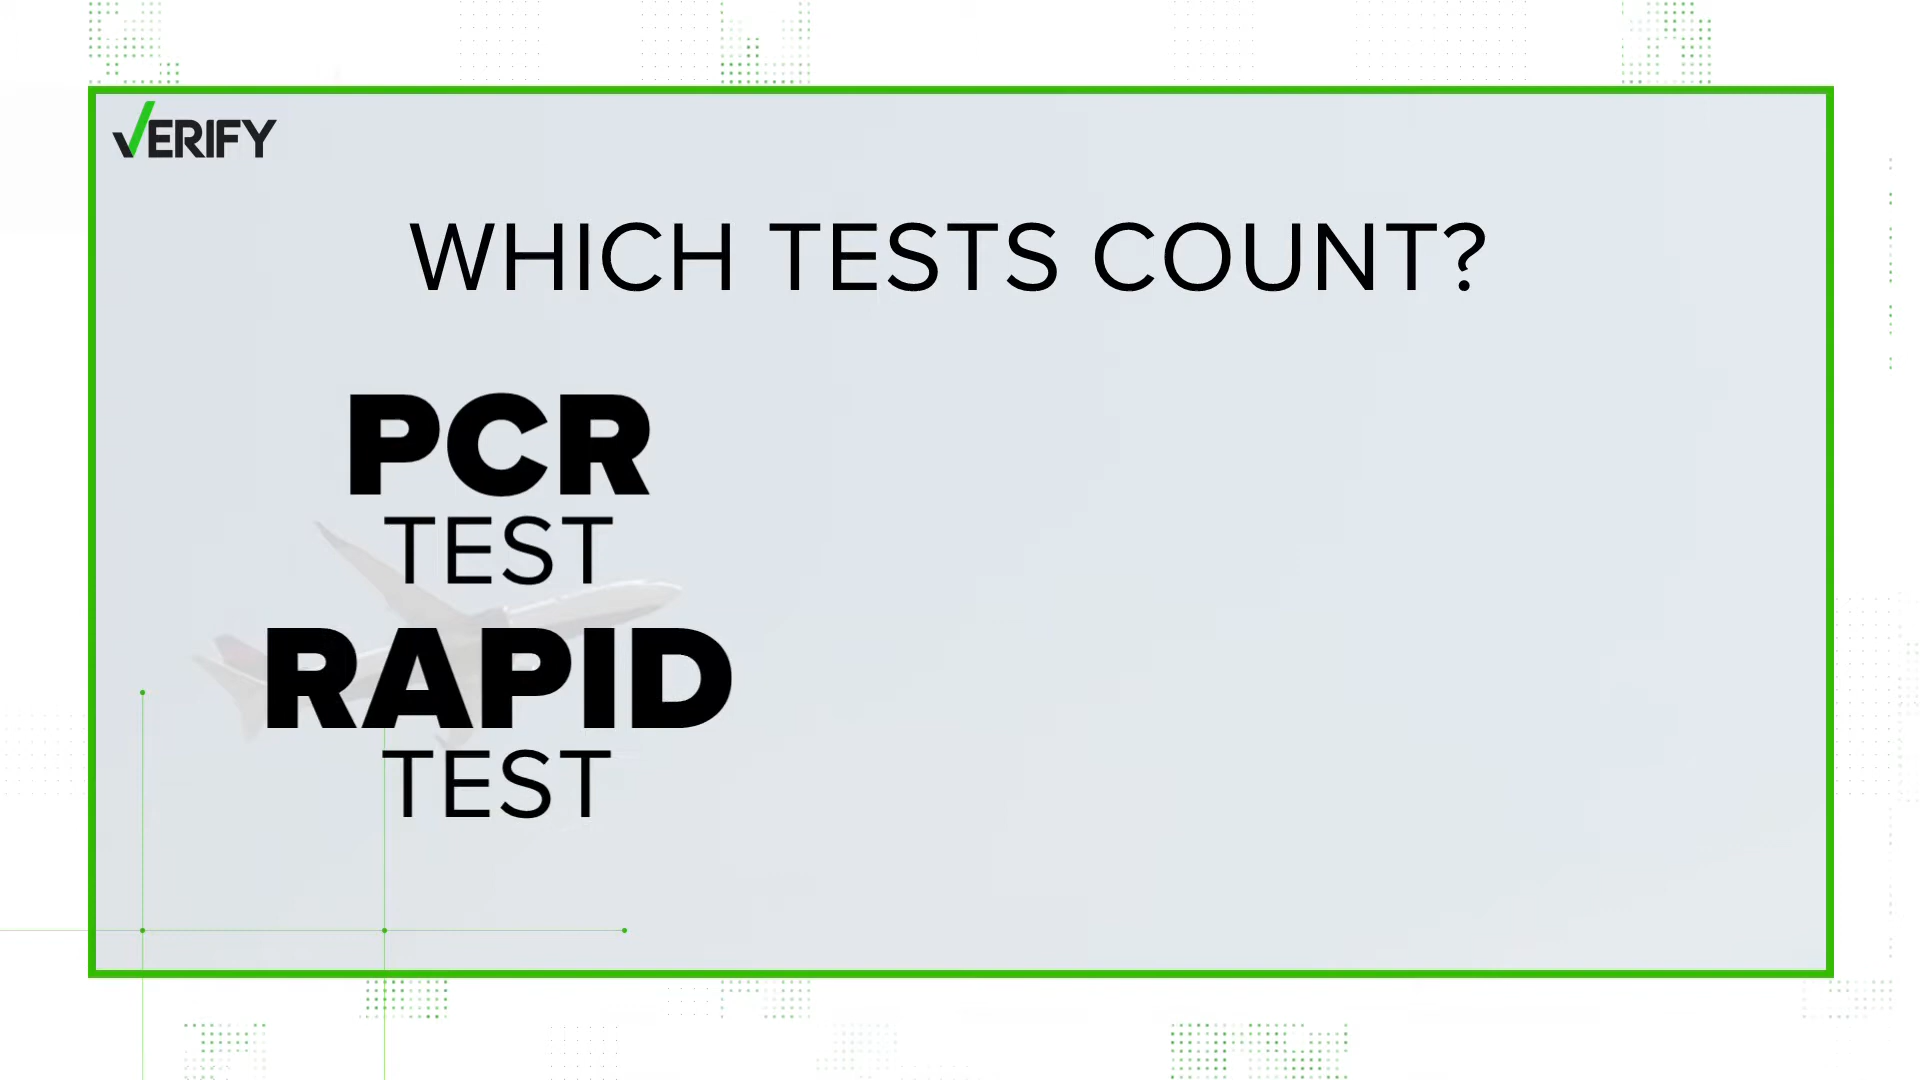 VERIFY
WHICH TESTS COUNT?
PCR
TEST
RAPID
TEST